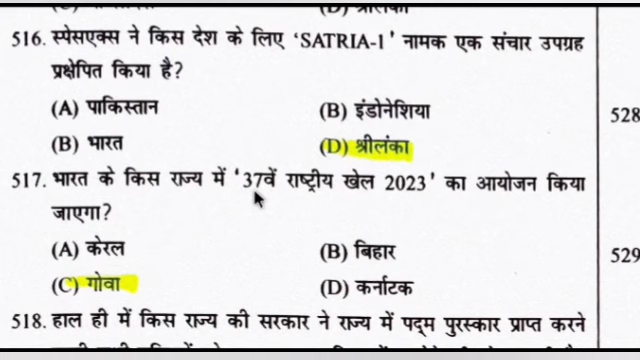 (D) श्रीलंका
516. स्पेसएक्स ने किस देश के लिए ‘SATRIA-1’ नामक एक संचार उपग्रह
प्रक्षेपित किया है?
(A) पाकिस्तान (B) इंडोनेशिया
(B) भारत (D) श्रीलंका
528
517. भारत के किस राज्य में ‘37वें राष्ट्रीय खेल 2023’ का आयोजन किया
जाएगा?
(A) केरल (B) बिहार
529
(C) गोवा (D) कर्नाटक
518. हाल ही में किस राज्य की सरकार ने राज्य में पद्म पुरस्कार प्राप्त करने